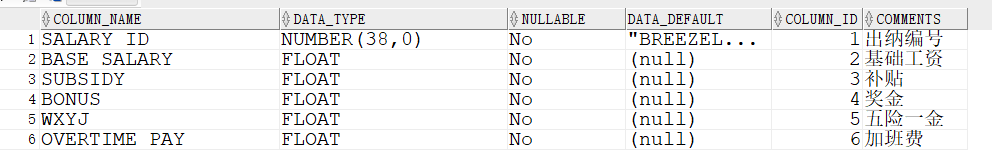 COLUMN_NAME DATA_TYPE NULLABLE DATA_DEFAULT COLUMN_ID COMMENTS
1 SALARY ID NUMBER(38,0) No "BREEZEL... 1 出纳编号
2 BASE SALARY FLOAT No (null) 2 基础工资
3 SUBSIDY FLOAT No (null) 3 补贴
4 BONUS FLOAT No (null) 4 奖金
5 WXYJ FLOAT No (null) 5 五险一金
6 OVERTIME PAY FLOAT No (null) 6 加班费